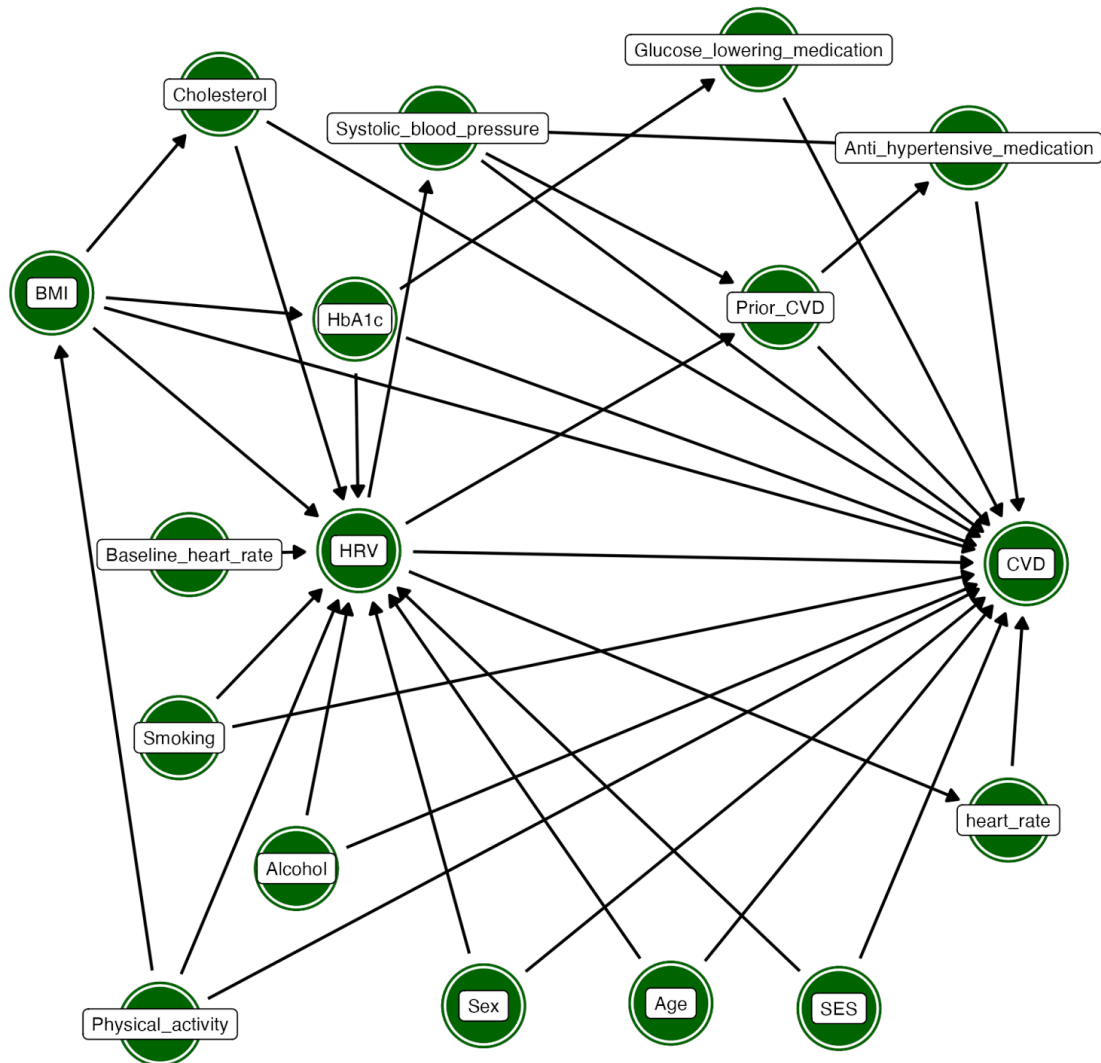 Glucose_lowering_medication
Cholesterol
Systolic_blood_pressure
Anti_hypertensive_medication
BMI
HbA1c
Prior_CVD
Baseline_heart_rate
HRV
CVD
Smoking
heart_rate
Alcohol
Physical_activity
Sex
Age
SES